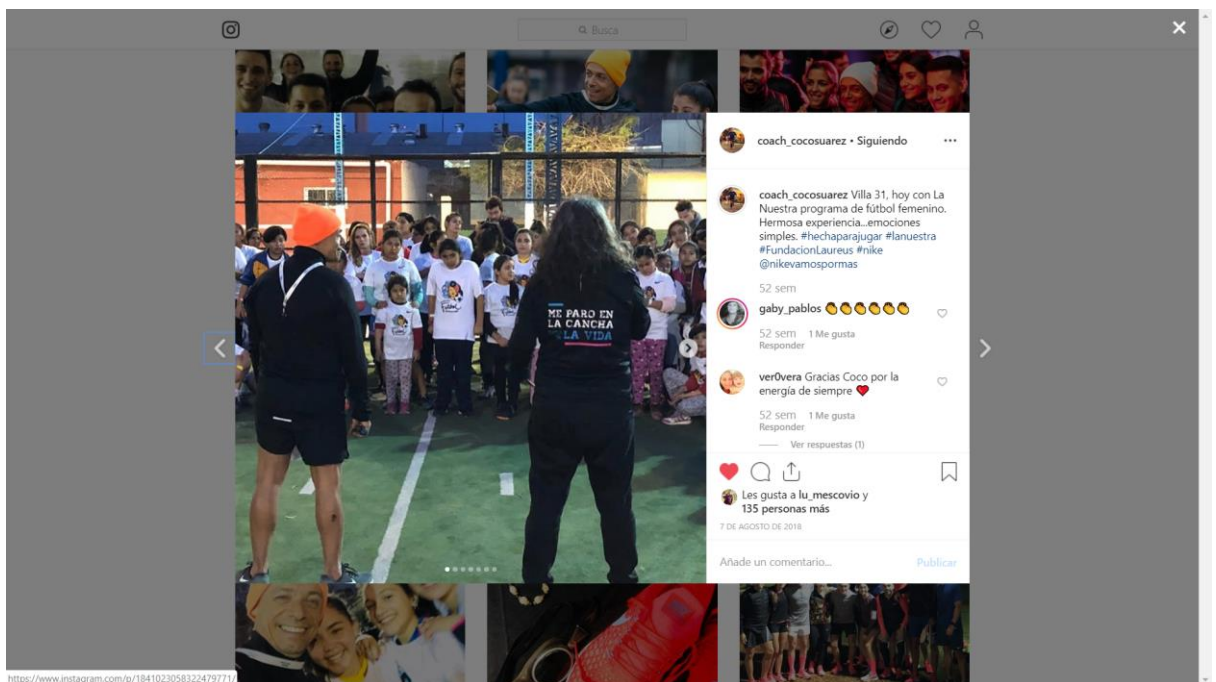 Busca
coach_cocosuarez • Siguiendo
coach_cocosuarez Villa 31, hoy con La
Nuestra programa de fútbol femenino.
Hermosa experiencia...emociones
simples. #hechaparajugar #lanuestra
#FundacionLaureus #nike
@nikevamospormas
52 sem
gaby_pablos 👏👏👏👏👏👏
52 sem 1 Me gusta
Responder
ver0vera Gracias Coco por la
energía de siempre ❤️
52 sem 1 Me gusta
Responder
Ver respuestas (1)
Les gusta a lu_mescovio y
135 personas más
7 DE AGOSTO DE 2018
Añade un comentario... Publicar
ME PARO EN
LA CANCHA
LA VIDA
https://www.instagram.com/p/1841023058322479771/